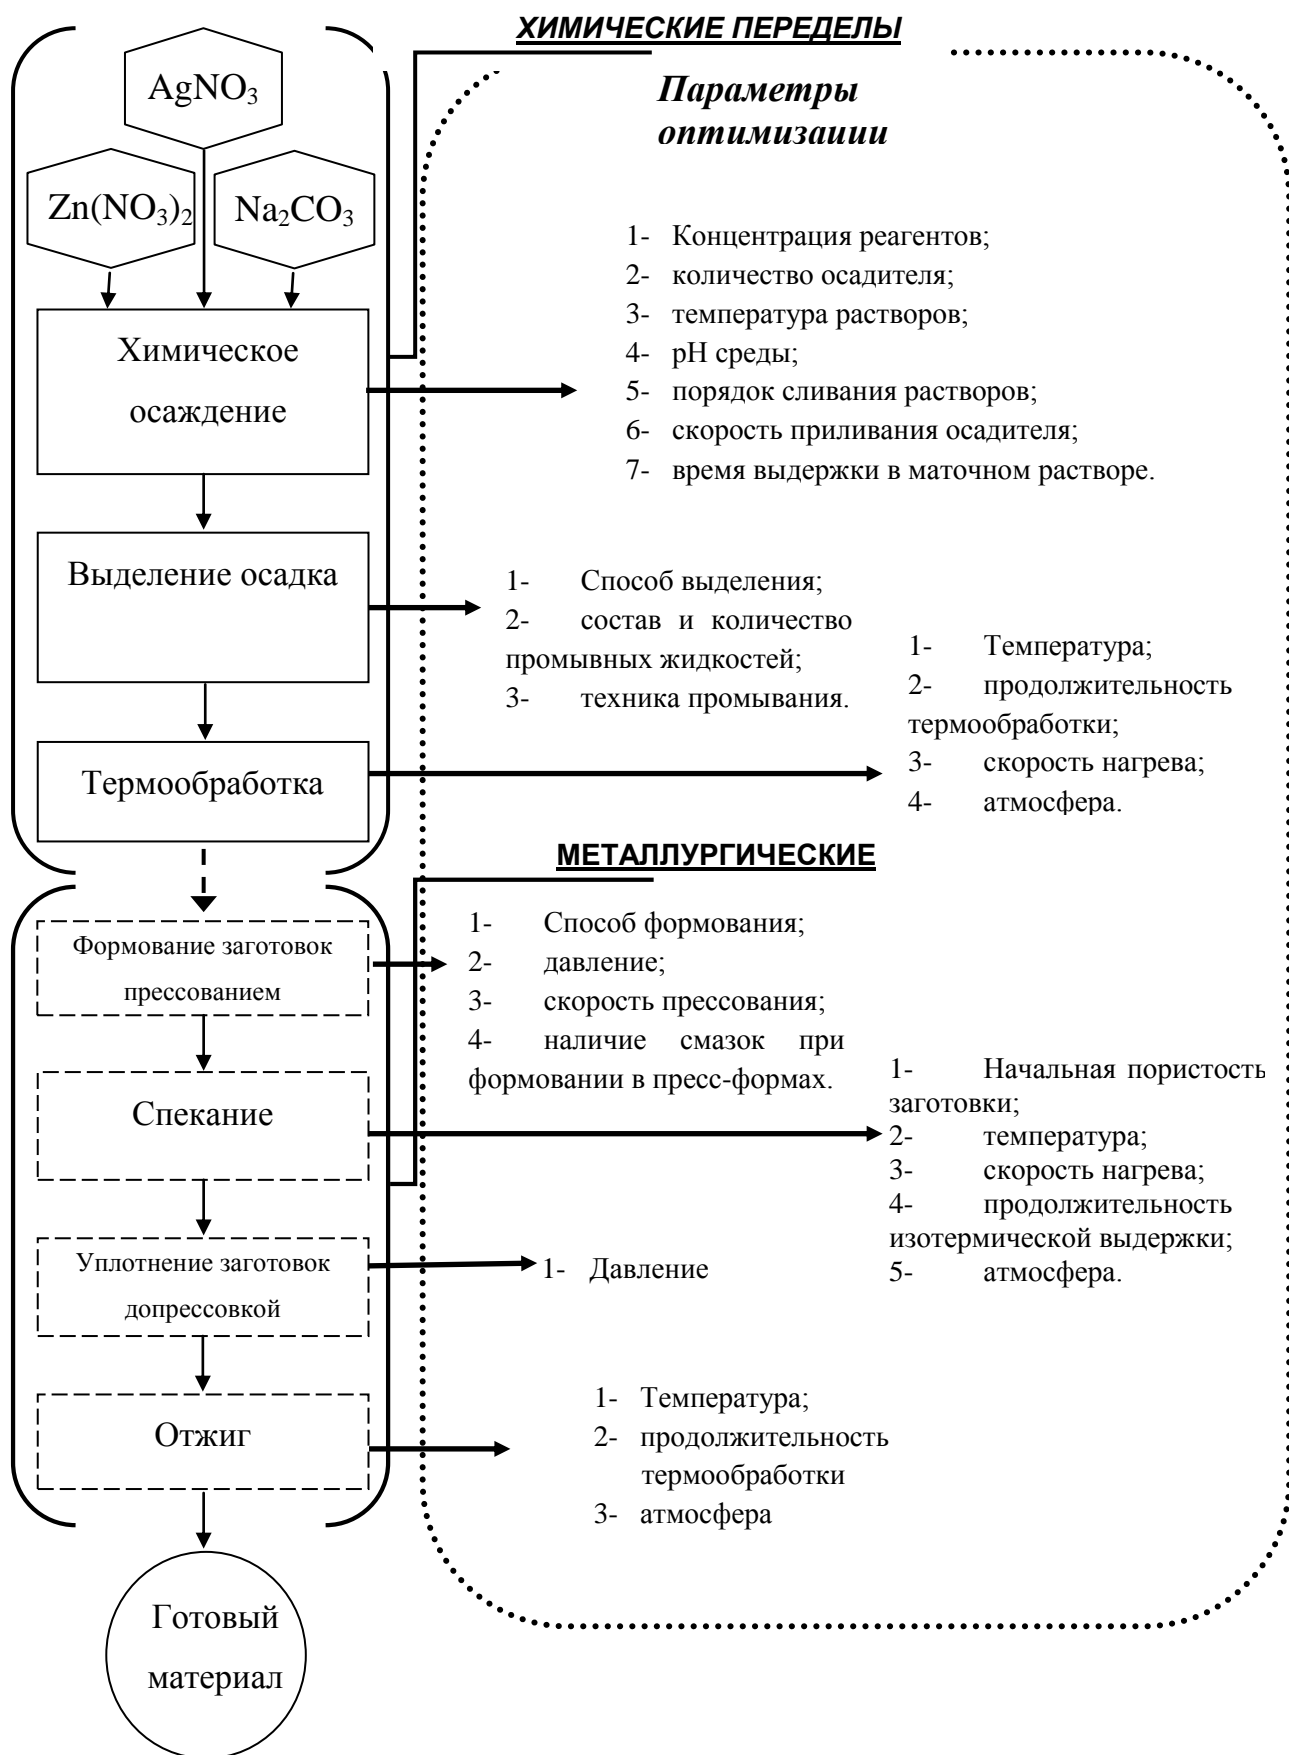 ХИМИЧЕСКИЕ ПЕРЕДЕЛЫ
Параметры
оптимизации
AgNO3
Zn(NO3)2
Na2CO3
Химическое
осаждение
1- Концентрация реагентов;
2- количество осадителя;
3- температура растворов;
4- pH среды;
5- порядок сливания растворов;
6- скорость приливания осадителя;
7- время выдержки в маточном растворе.
Выделение осадка
1- Способ выделения;
2- состав и количество
промывных жидкостей;
3- техника промывания.
Термообработка
1- Температура;
2- продолжительность
термообработки;
3- скорость нагрева;
4- атмосфера.
МЕТАЛЛУРГИЧЕСКИЕ
Формование заготовок
прессованием
1- Способ формования;
2- давление;
3- скорость прессования;
4- наличие смазок при
формовании в пресс-формах.
Спекание
1- Начальная пористость
заготовки;
2- температура;
3- скорость нагрева;
4- продолжительность
изотермической выдержки;
5- атмосфера.
Уплотнение заготовок
допрессовкой
1- Давление
Отжиг
1- Температура;
2- продолжительность
термообработки
3- атмосфера
Готовый
материал